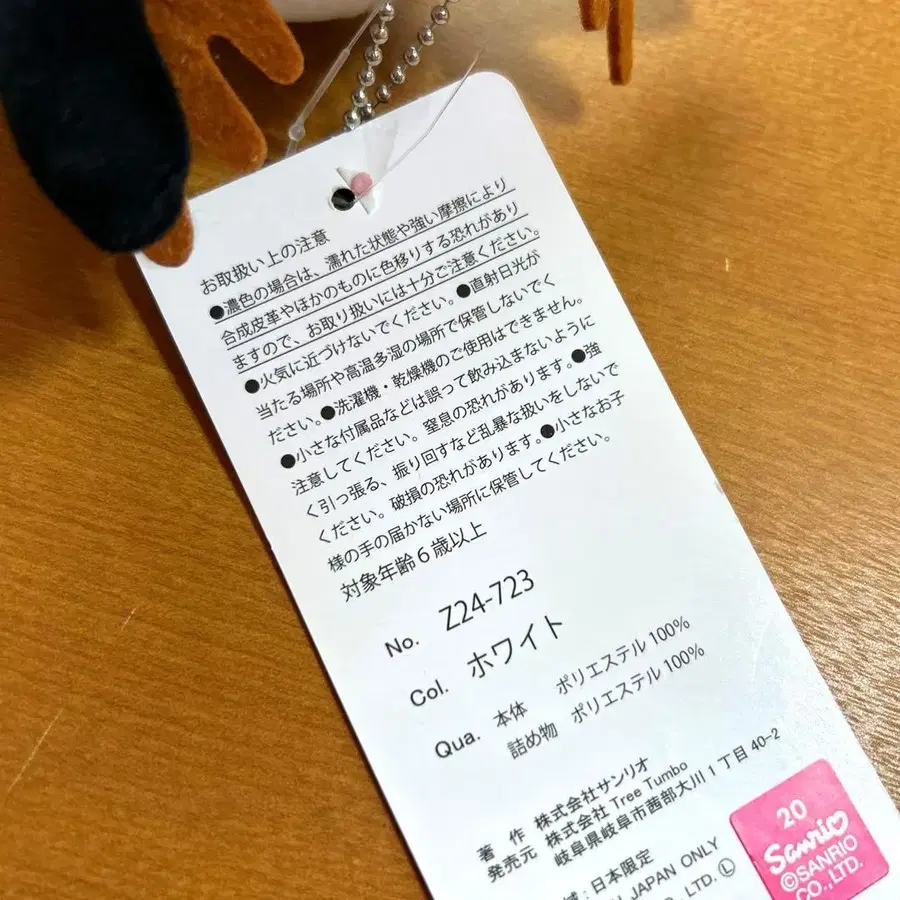 お取扱い上の注意
●濃色の場合は、濡れた状態や強い摩擦により
合成皮革やほかのものに色移りする恐れがあり
ますので、お取り扱いには十分ご注意ください。
●火気に近づけないでください。●直射日光が
当たる場所や高温多湿の場所で保管しないでく
ださい。●洗濯機・乾燥機のご使用はできません。
●小さな付属品などは誤って飲み込まないように
注意してください。窒息の恐れがあります。●強
く引っ張る、振り回すなど乱暴な扱いをしないで
ください。破損の恐れがあります。●小さなお子
様の手の届かない場所に保管してください。
対象年齢6歳以上
No. Z24-723
Col. ホワイト
Qua. 本体 ポリエステル100%
詰め物 ポリエステル100%
著作 株式会社サンリオ
発売元 株式会社 Tree Tumbo
岐阜県岐阜市茜部大川1丁目40-2
域:日本限定
JAPAN ONLY
LTD. Ⓛ
20
Sanrio
©SANRIO
CO.,LTD.